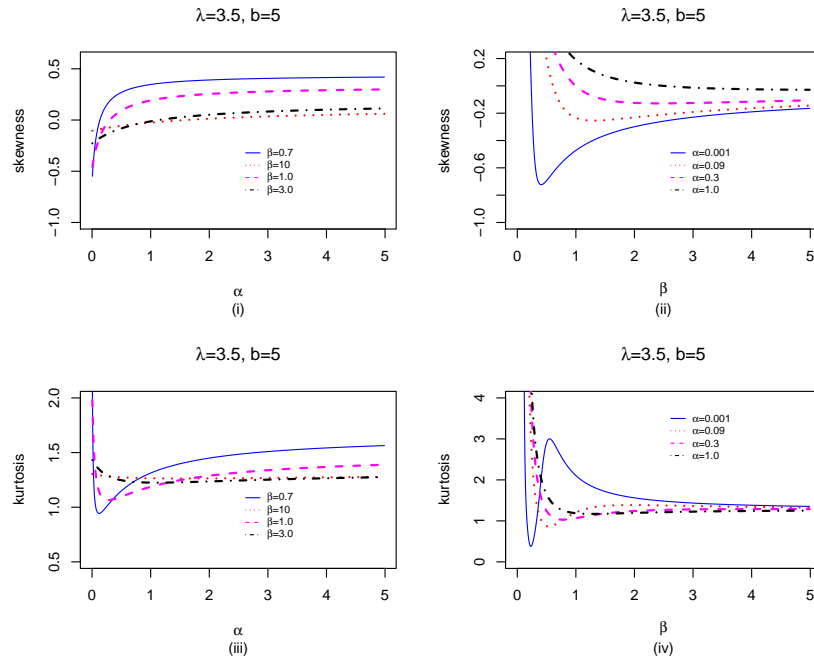 λ=3.5, b=5
skewness
0.5
0.0
−0.5
−1.0
β=0.7
β=10
β=1.0
β=3.0
0 1 2 3 4 5
α
(i)
λ=3.5, b=5
skewness
0.2
−0.2
−0.6
−1.0
α=0.001
α=0.09
α=0.3
α=1.0
0 1 2 3 4 5
β
(ii)
λ=3.5, b=5
kurtosis
2.0
1.5
1.0
0.5
β=0.7
β=10
β=1.0
β=3.0
0 1 2 3 4 5
α
(iii)
λ=3.5, b=5
kurtosis
4
3
2
1
0
α=0.001
α=0.09
α=0.3
α=1.0
0 1 2 3 4 5
β
(iv)